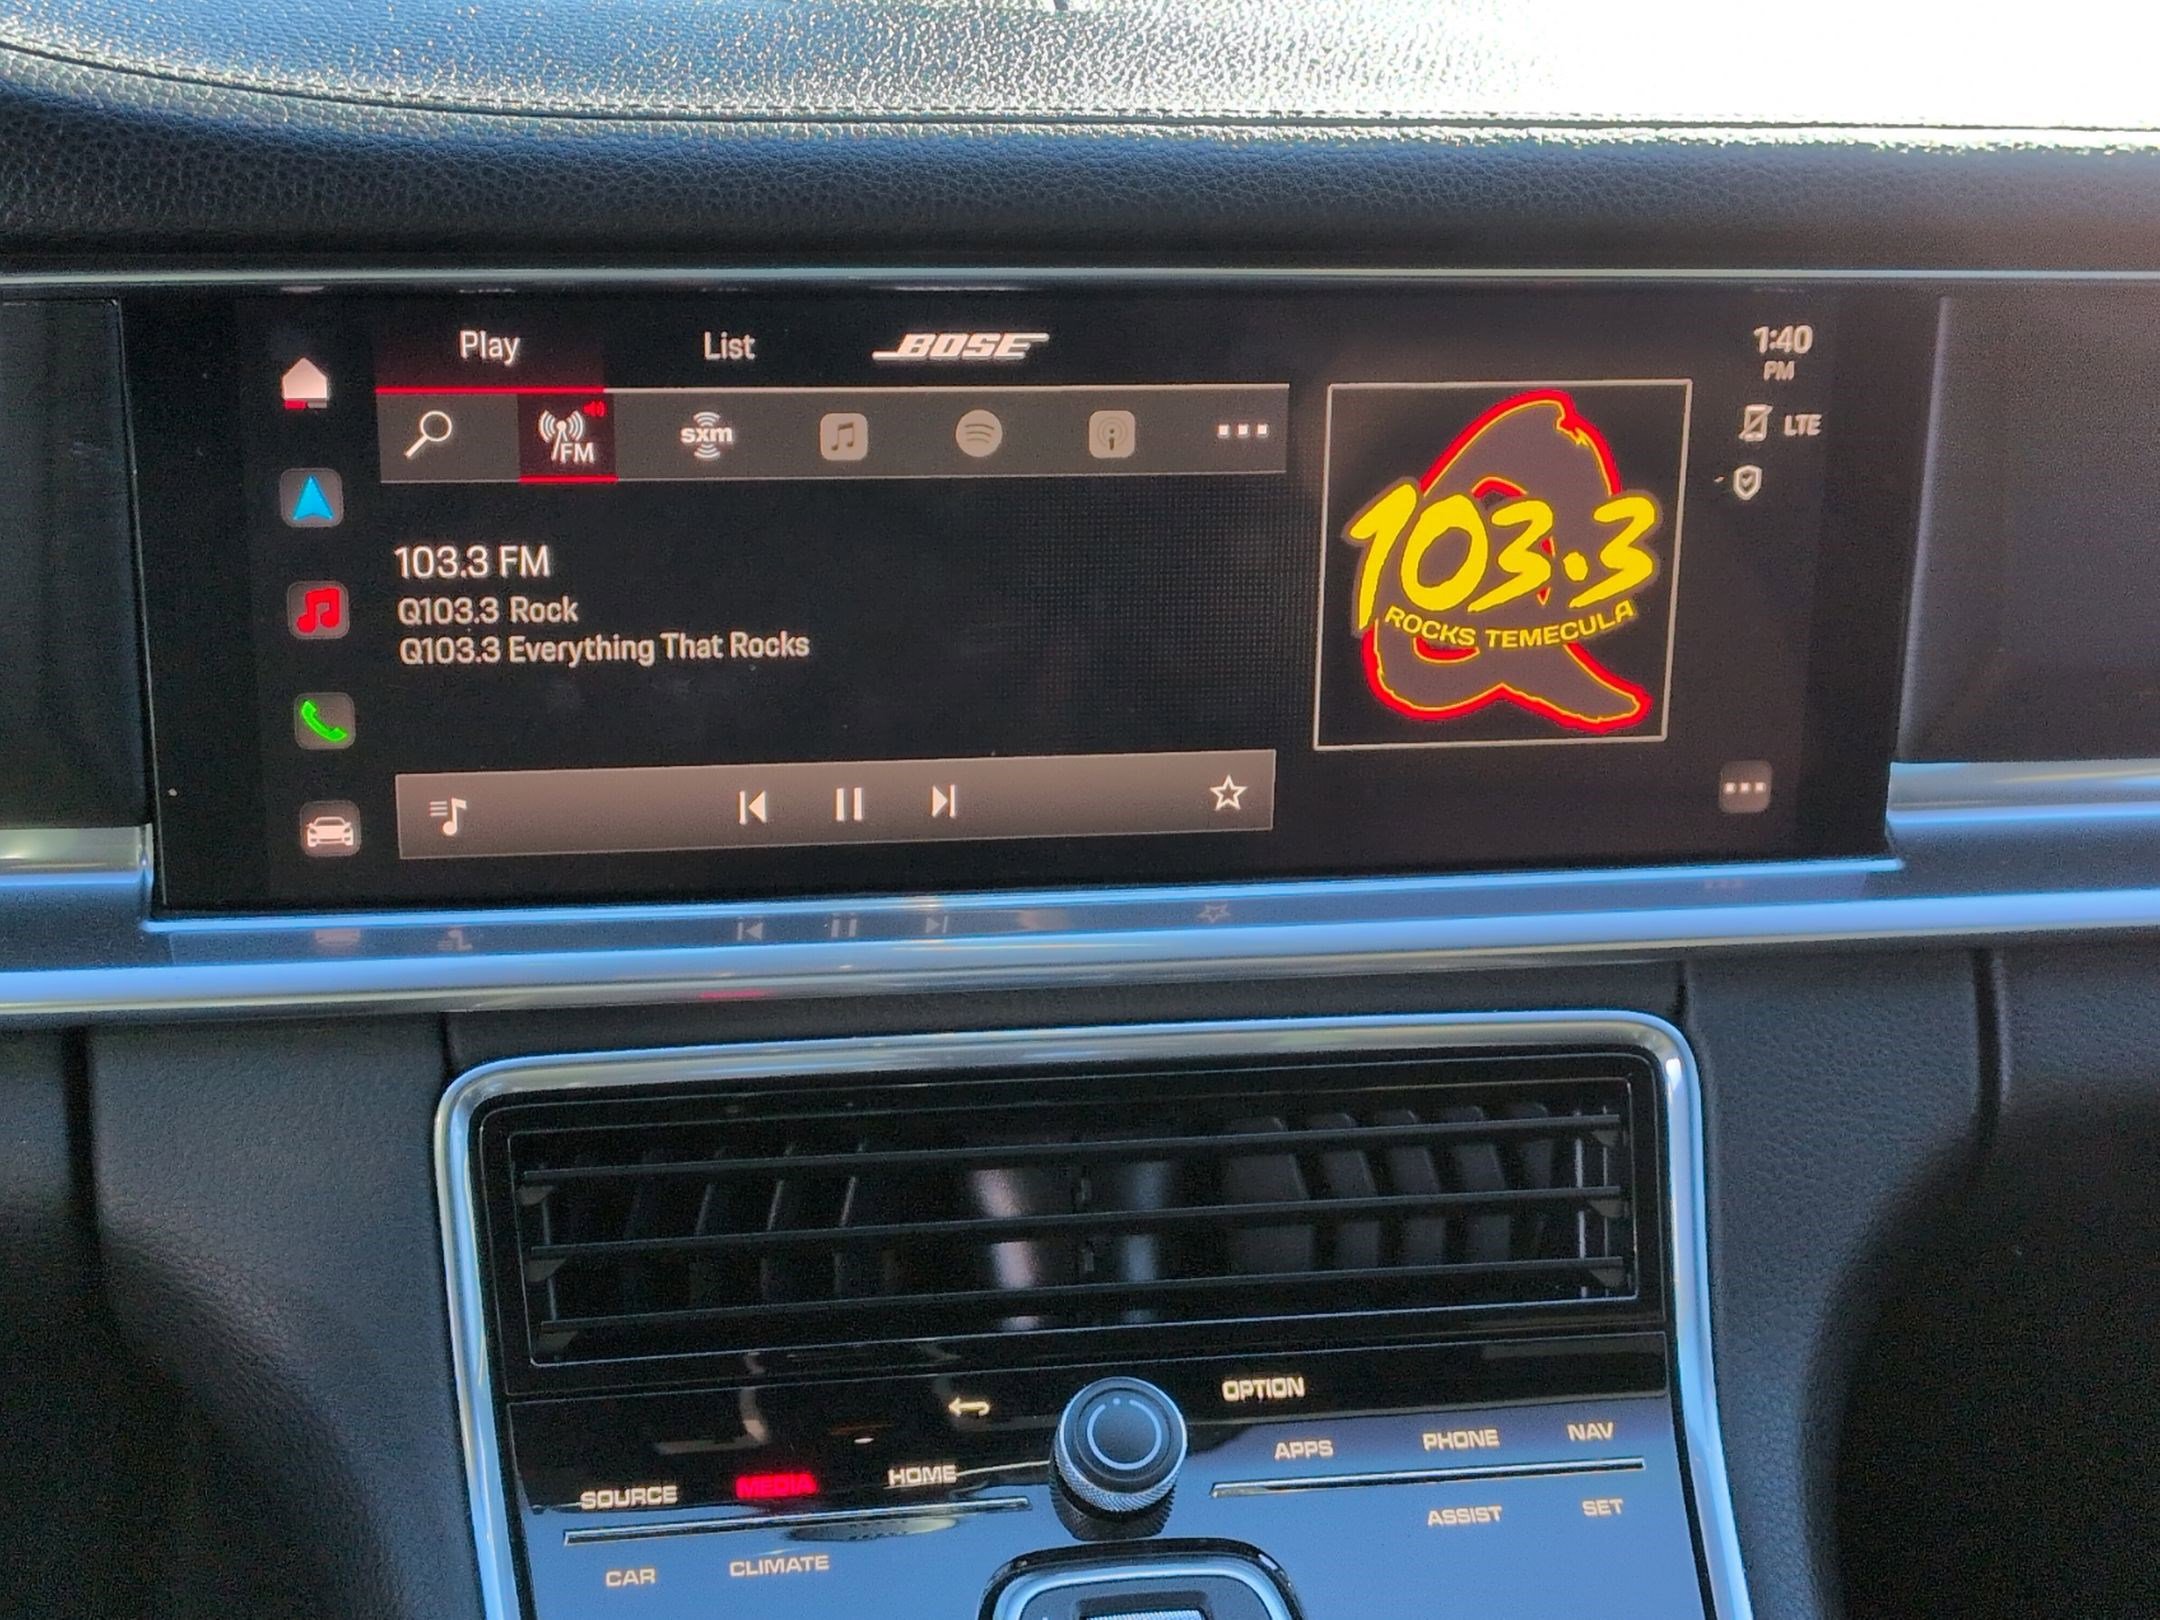 Play List BOSE
1:40
PM
FM sxm
LTE
103.3 FM
Q103.3 Rock
Q103.3 Everything That Rocks
103.3
ROCKS TEMECULA
OPTION
SOURCE MEDIA HOME APPS PHONE NAV
CAR CLIMATE ASSIST SET